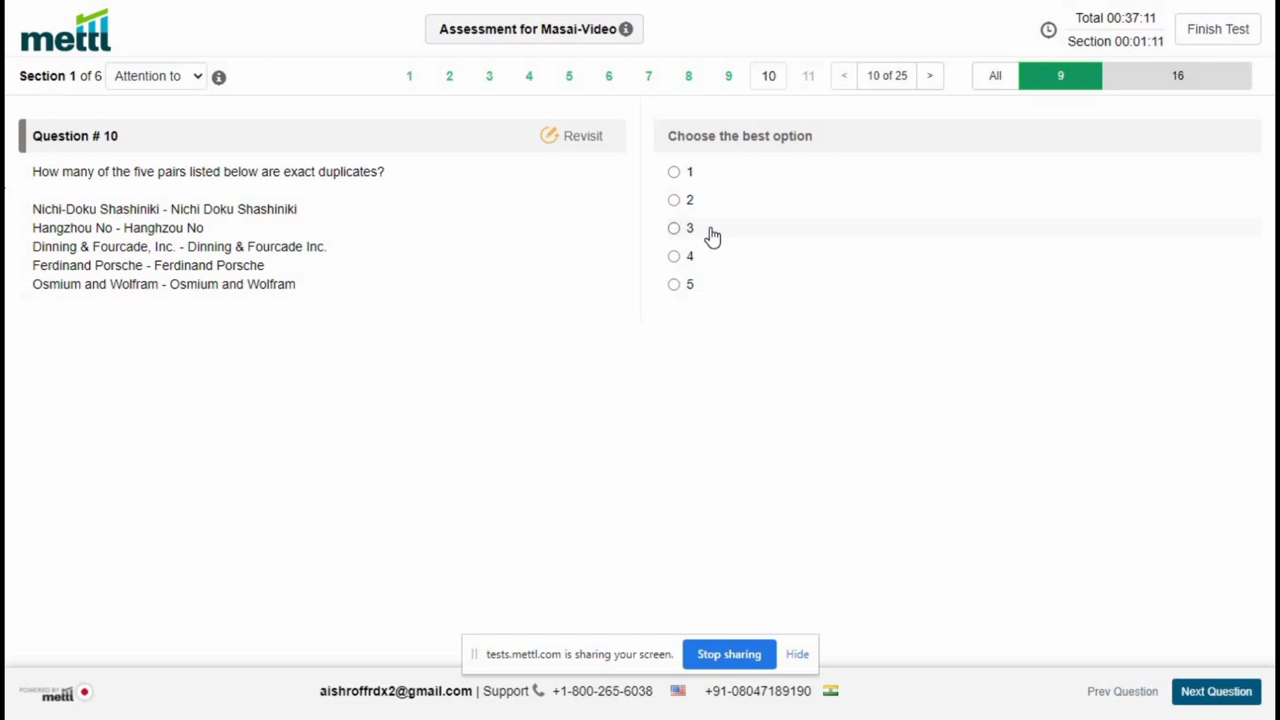 mettl
Assessment for Masai-Video
Total 00:37:11
Section 00:01:11
Finish Test
Section 1 of 6 Attention to
1 2 3 4 5 6 7 8 9 10 11 < 10 of 25 > All 9 16
Question # 10
Revisit
How many of the five pairs listed below are exact duplicates?
Nichi-Doku Shashiniki - Nichi Doku Shashiniki
Hangzhou No - Hanghzou No
Dinning & Fourcade, Inc. - Dinning & Fourcade Inc.
Ferdinand Porsche - Ferdinand Porsche
Osmium and Wolfram - Osmium and Wolfram
Choose the best option
1
2
3
4
5
tests.mettl.com is sharing your screen. Stop sharing Hide
POWERED BY mettl
aishroffrdx2@gmail.com | Support +1-800-265-6038 +91-08047189190
Prev Question Next Question